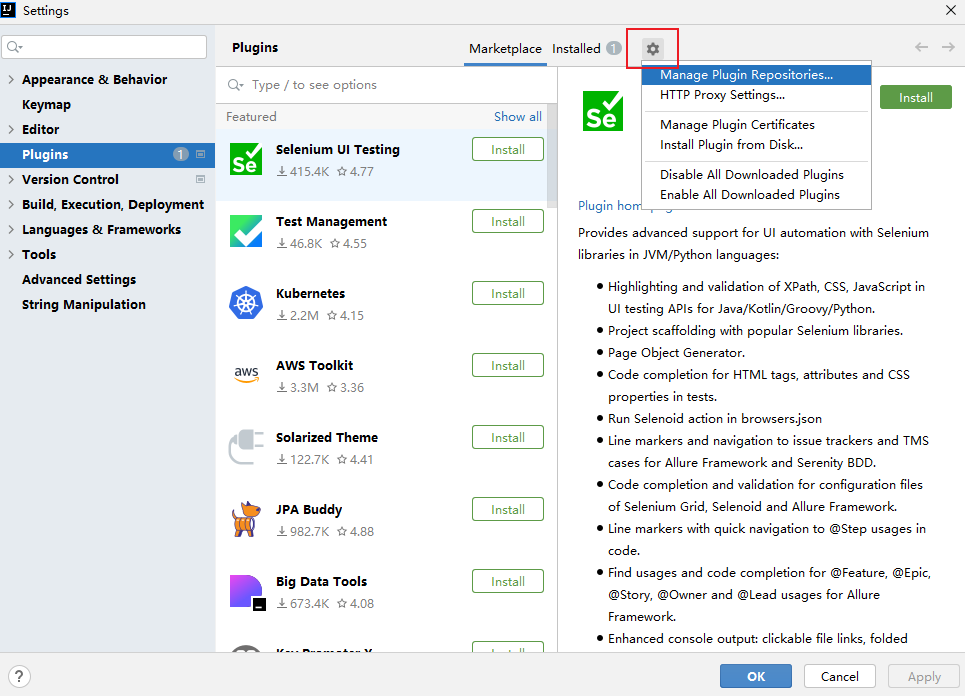 Settings
Plugins
Marketplace
Installed
1
Appearance & Behavior
Keymap
Editor
Plugins
1
Version Control
Build, Execution, Deployment
Languages & Frameworks
Tools
Advanced Settings
String Manipulation
Type / to see options
Featured
Show all
Selenium UI Testing
415.4K
4.77
Install
Test Management
46.8K
4.55
Install
Kubernetes
2.2M
4.15
Install
aws
AWS Toolkit
3.3M
3.36
Install
Solarized Theme
122.7K
4.41
Install
JPA Buddy
982.7K
4.88
Install
Big Data Tools
673.4K
4.08
Install
Manage Plugin Repositories...
HTTP Proxy Settings...
Manage Plugin Certificates
Install Plugin from Disk...
Disable All Downloaded Plugins
Enable All Downloaded Plugins
Se
Install
Plugin
Provides advanced support for UI automation with Selenium
libraries in JVM/Python languages:
Highlighting and validation of XPath, CSS, JavaScript in
UI testing APIs for Java/Kotlin/Groovy/Python.
Project scaffolding with popular Selenium libraries.
Page Object Generator.
Code completion for HTML tags, attributes and CSS
properties in tests.
Run Selenoid action in browsers.json
Line markers and navigation to issue trackers and TMS
cases for Allure Framework and Serenity BDD.
Code completion and validation for configuration files
of Selenium Grid, Selenoid and Allure Framework.
Line markers with quick navigation to @Step usages in
code.
Find usages and code completion for @Feature, @Epic,
@Story, @Owner and @Lead usages for Allure
Framework.
Enhanced console output: clickable file links, folded
?
OK
Cancel
Apply